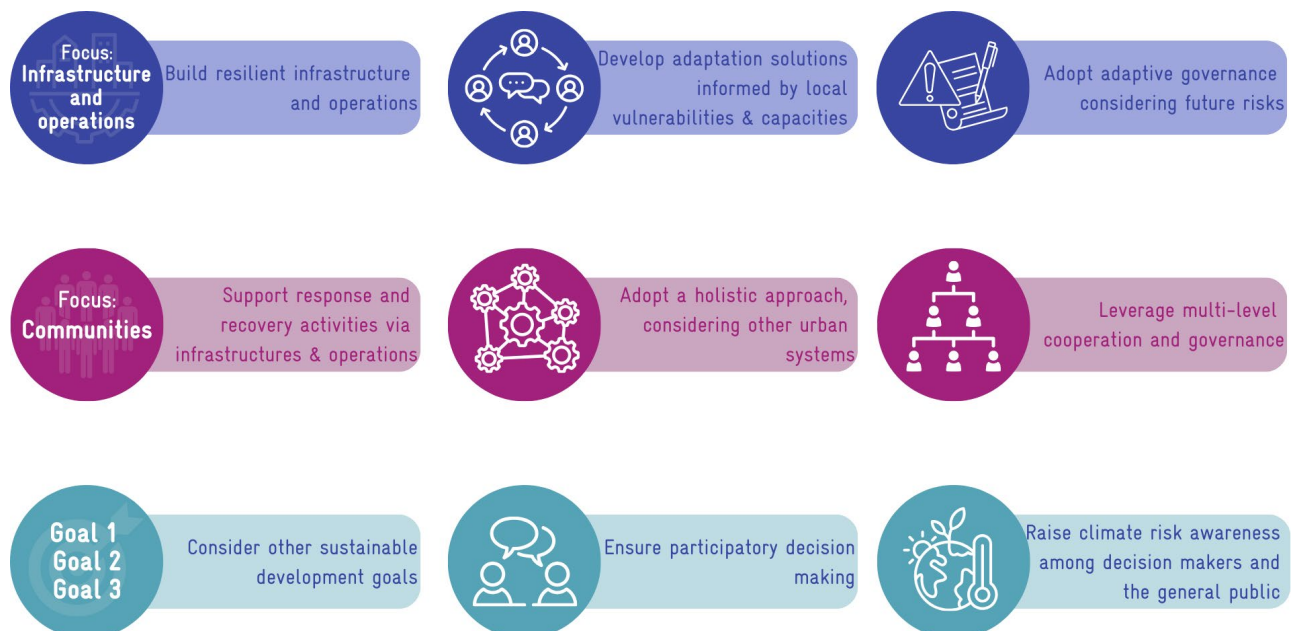 Focus:
Infrastructure
and
operations
Build resilient infrastructure
and operations
Develop adaptation solutions
informed by local
vulnerabilities & capacities
Adopt adaptive governance
considering future risks
Focus:
Communities
Support response and
recovery activities via
infrastructures & operations
Adopt a holistic approach,
considering other urban
systems
Leverage multi-level
cooperation and governance
Goal 1
Goal 2
Goal 3
Consider other sustainable
development goals
Ensure participatory decision
making
Raise climate risk awareness
among decision makers and
the general public